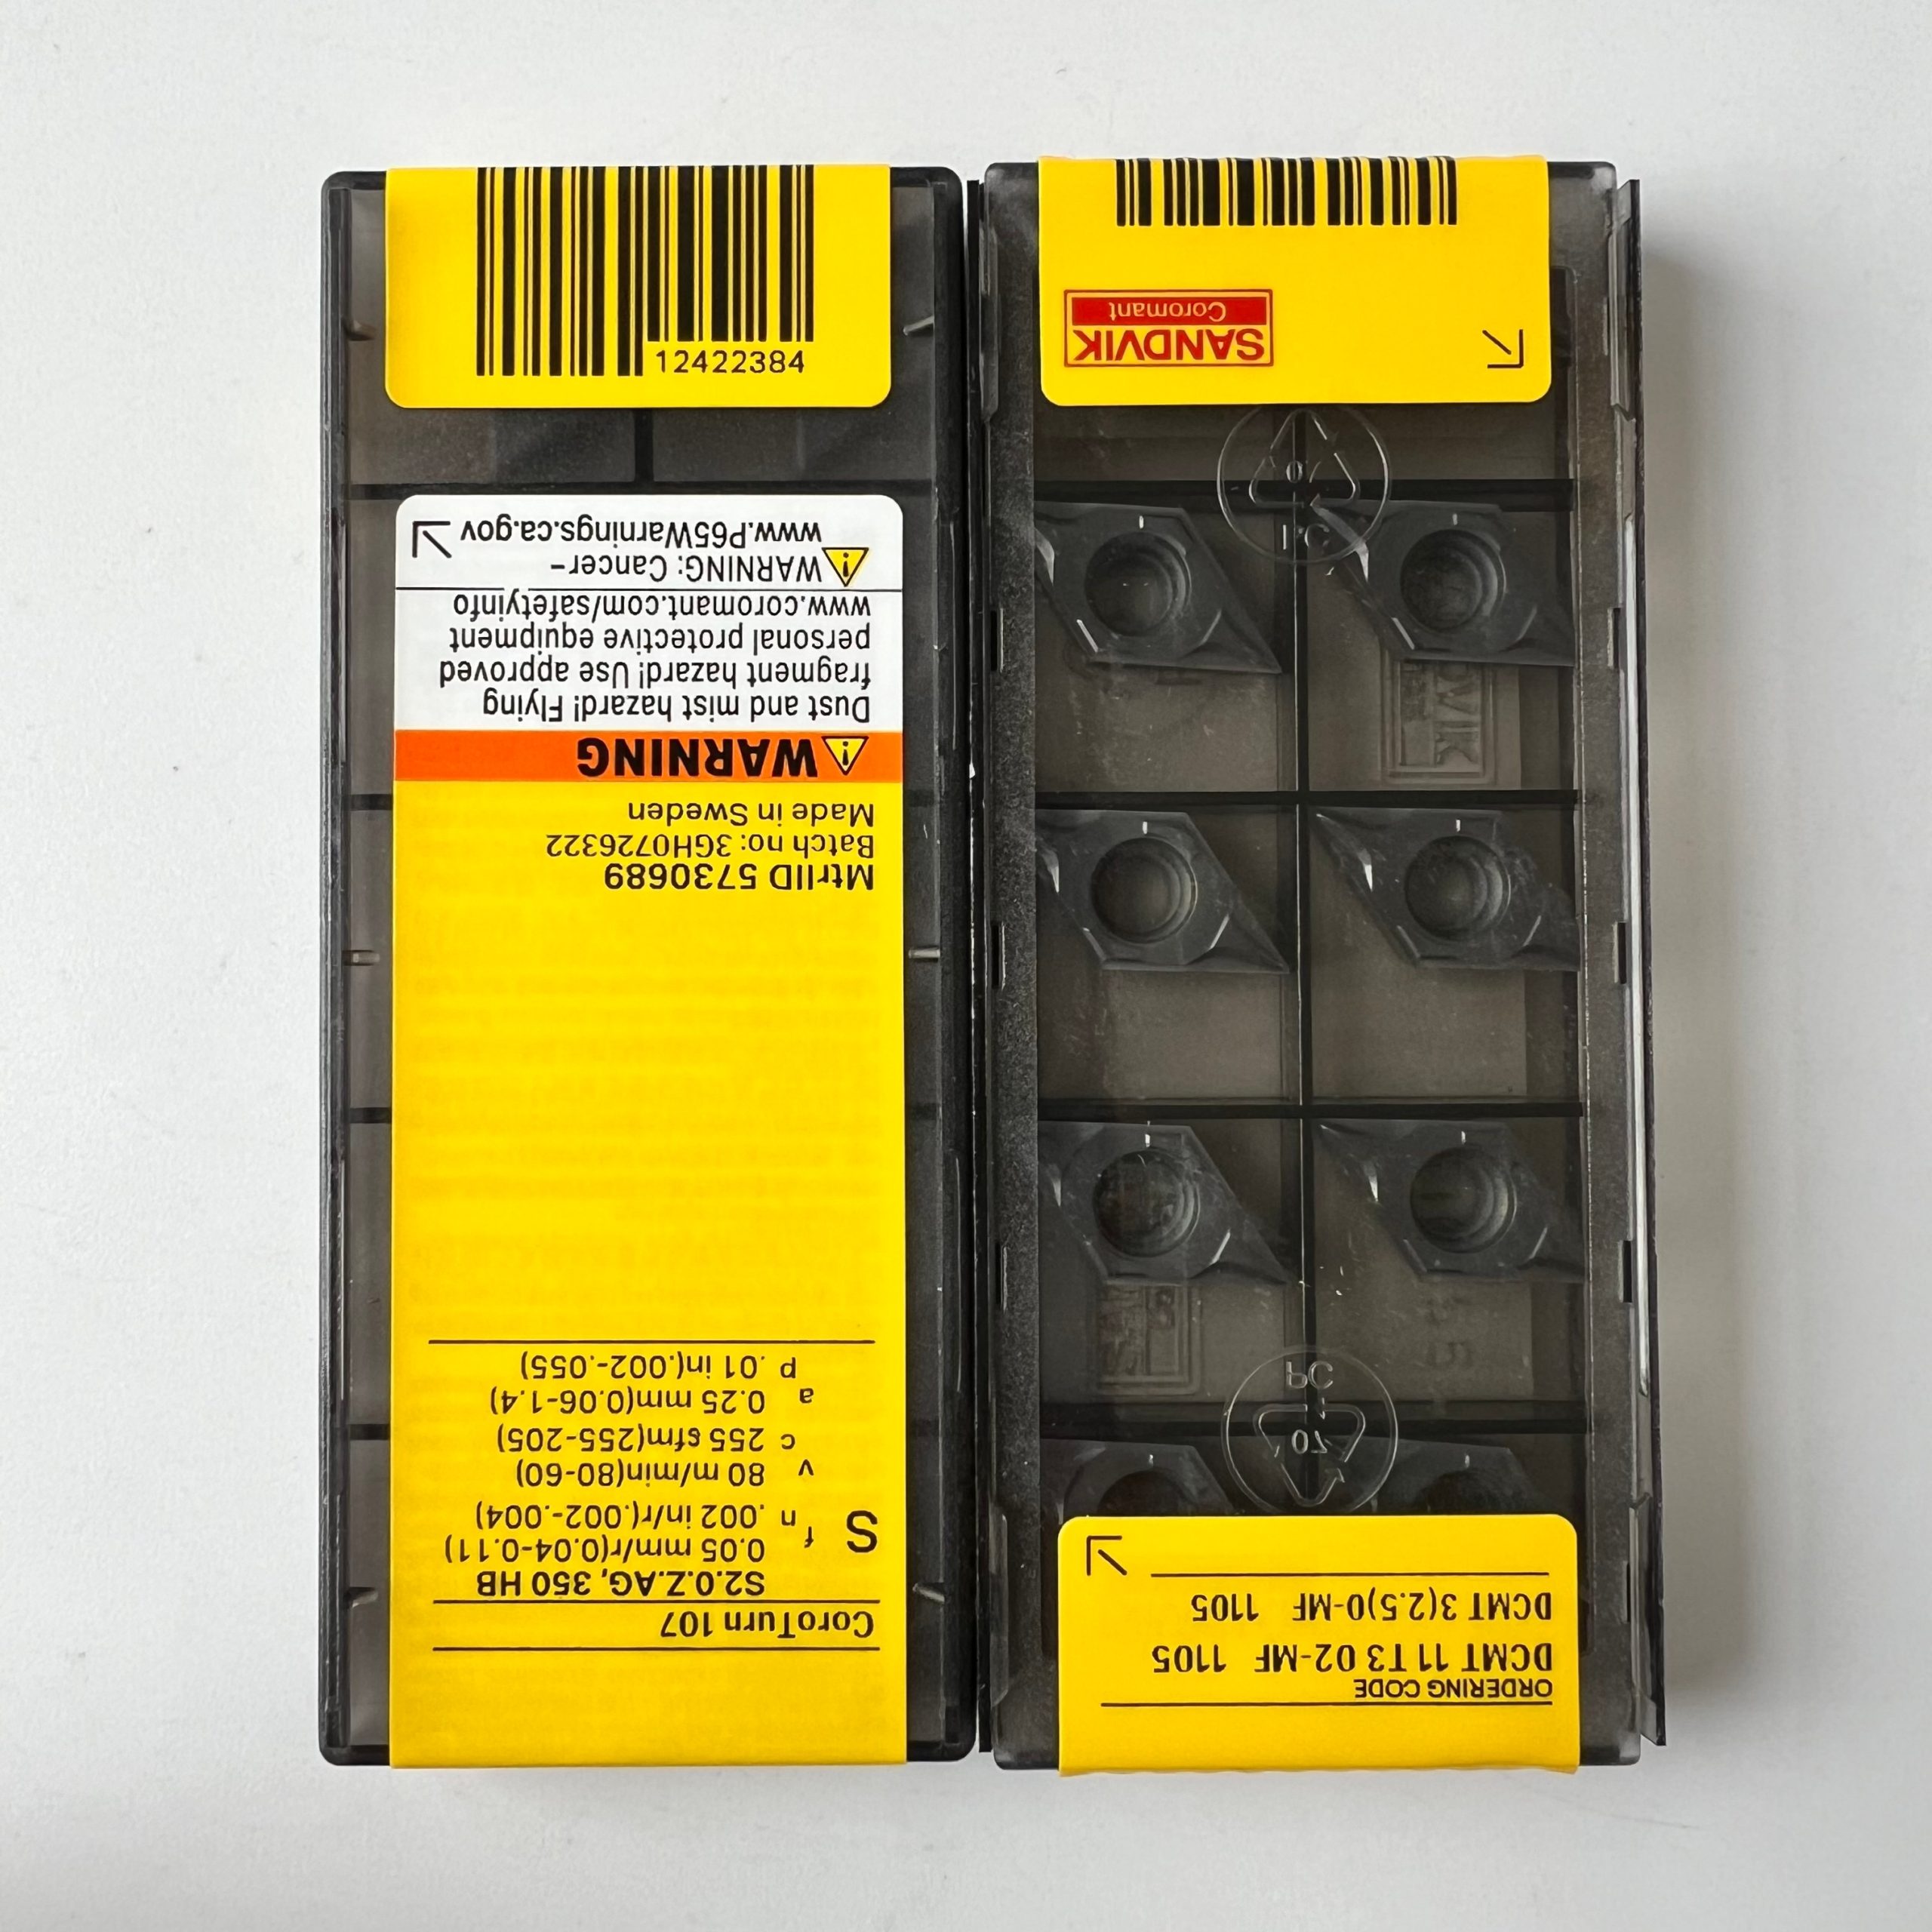 12422384
CoroTurn 107
S2.0.Z.AG, 350 HB
S f n 0.05 mm/r(0.04-0.11)
.002 in/r(.002-.004)
v c 80 m/min(80-60)
255 sfm(255-205)
a p 0.25 mm(0.06-1.4)
.01 in(.002-.055)
MtrlID 5730689
Batch no: 3GH0726322
Made in Sweden
WARNING
Dust and mist hazard! Flying
fragment hazard! Use approved
personal protective equipment
www.coromant.com/safetyinfo
WARNING: Cancer-
www.P65Warnings.ca.gov
ORDERING CODE
DCMT 11 T3 02-MF 1105
DCMT 3(2.5)0-MF 1105
PC
07
SANDVIK
Coromant